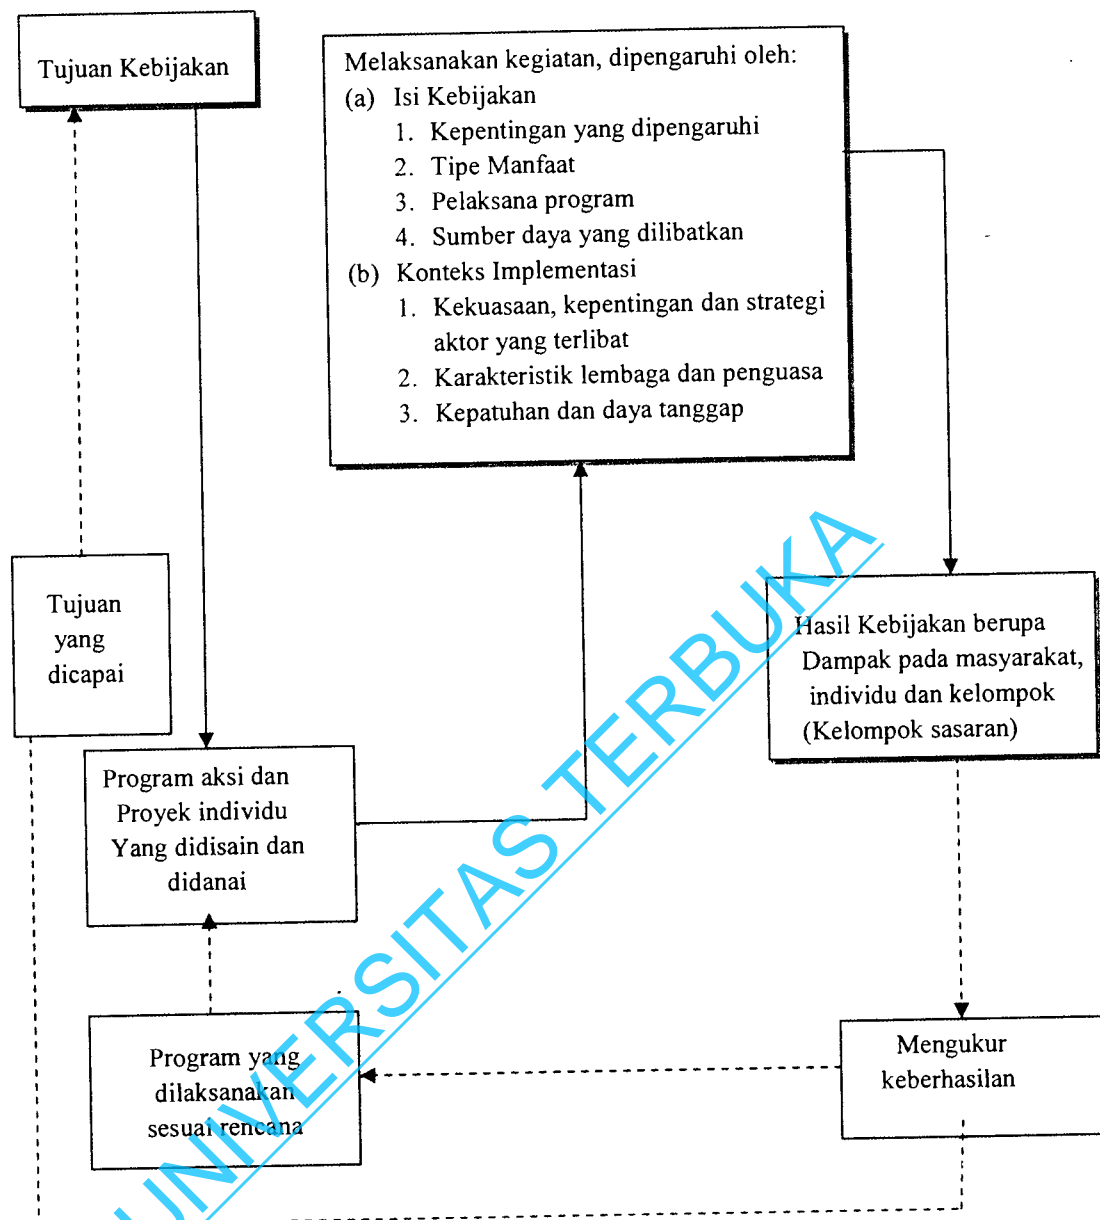 Tujuan Kebijakan
Melaksanakan kegiatan, dipengaruhi oleh:
(a) Isi Kebijakan
1. Kepentingan yang dipengaruhi
2. Tipe Manfaat
3. Pelaksana program
4. Sumber daya yang dilibatkan
(b) Konteks Implementasi
1. Kekuasaan, kepentingan dan strategi
aktor yang terlibat
2. Karakteristik lembaga dan penguasa
3. Kepatuhan dan daya tanggap
Tujuan
yang
dicapai
Hasil Kebijakan berupa
Dampak pada masyarakat,
individu dan kelompok
(Kelompok sasaran)
Program aksi dan
Proyek individu
Yang didisain dan
didanai
Program yang
dilaksanakan
sesuai rencana
Mengukur
keberhasilan
UNIVERSITAS TERBUKA